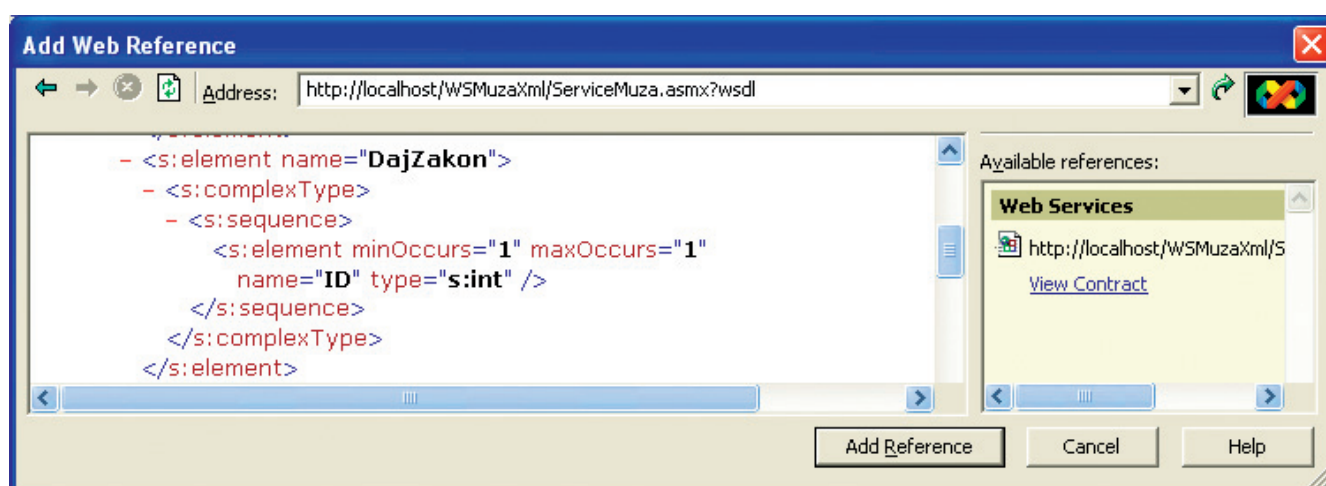 Add Web Reference
Address: http://localhost/WSMuzaXml/ServiceMuza.asmx?wsdl
- <s:element name="DajZakon">
- <s:complexType>
- <s:sequence>
<s:element minOccurs="1" maxOccurs="1"
name="ID" type="s:int" />
</s:sequence>
</s:complexType>
</s:element>
Available references:
Web Services
http://localhost/WSMuzaXml/S
View Contract
Add Reference
Cancel
Help